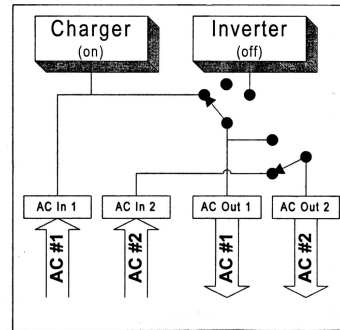 Charger
(on)
Inverter
(off)
AC In 1
AC In 2
AC Out 1
AC Out 2
AC #1
AC #2
AC #1
AC #2